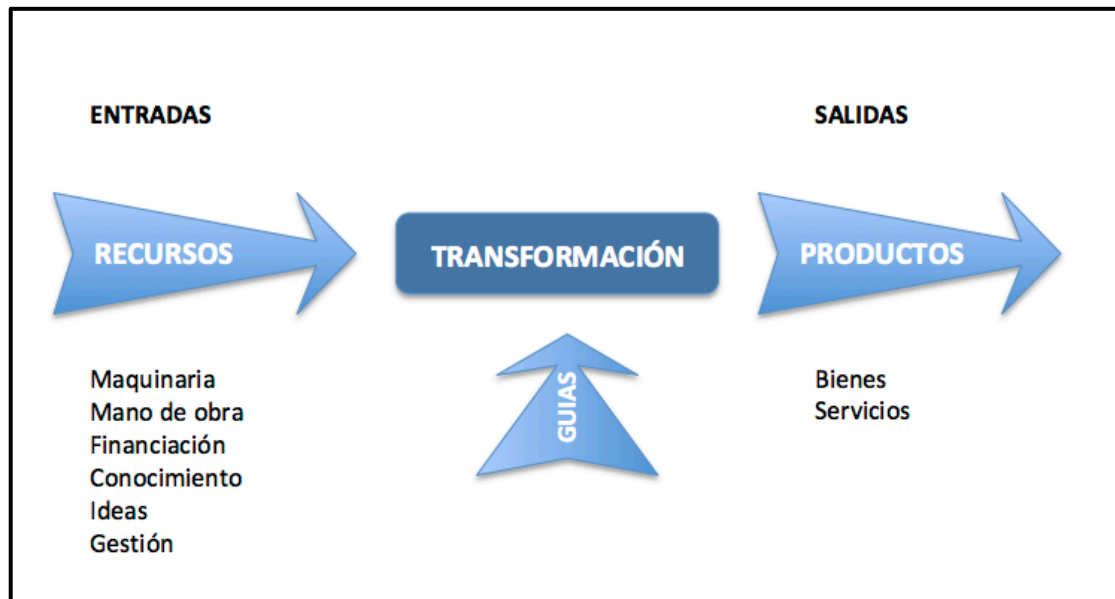 ENTRADAS
SALIDAS
RECURSOS
TRANSFORMACIÓN
PRODUCTOS
GUIAS
Maquinaria
Mano de obra
Financiación
Conocimiento
Ideas
Gestión
Bienes
Servicios